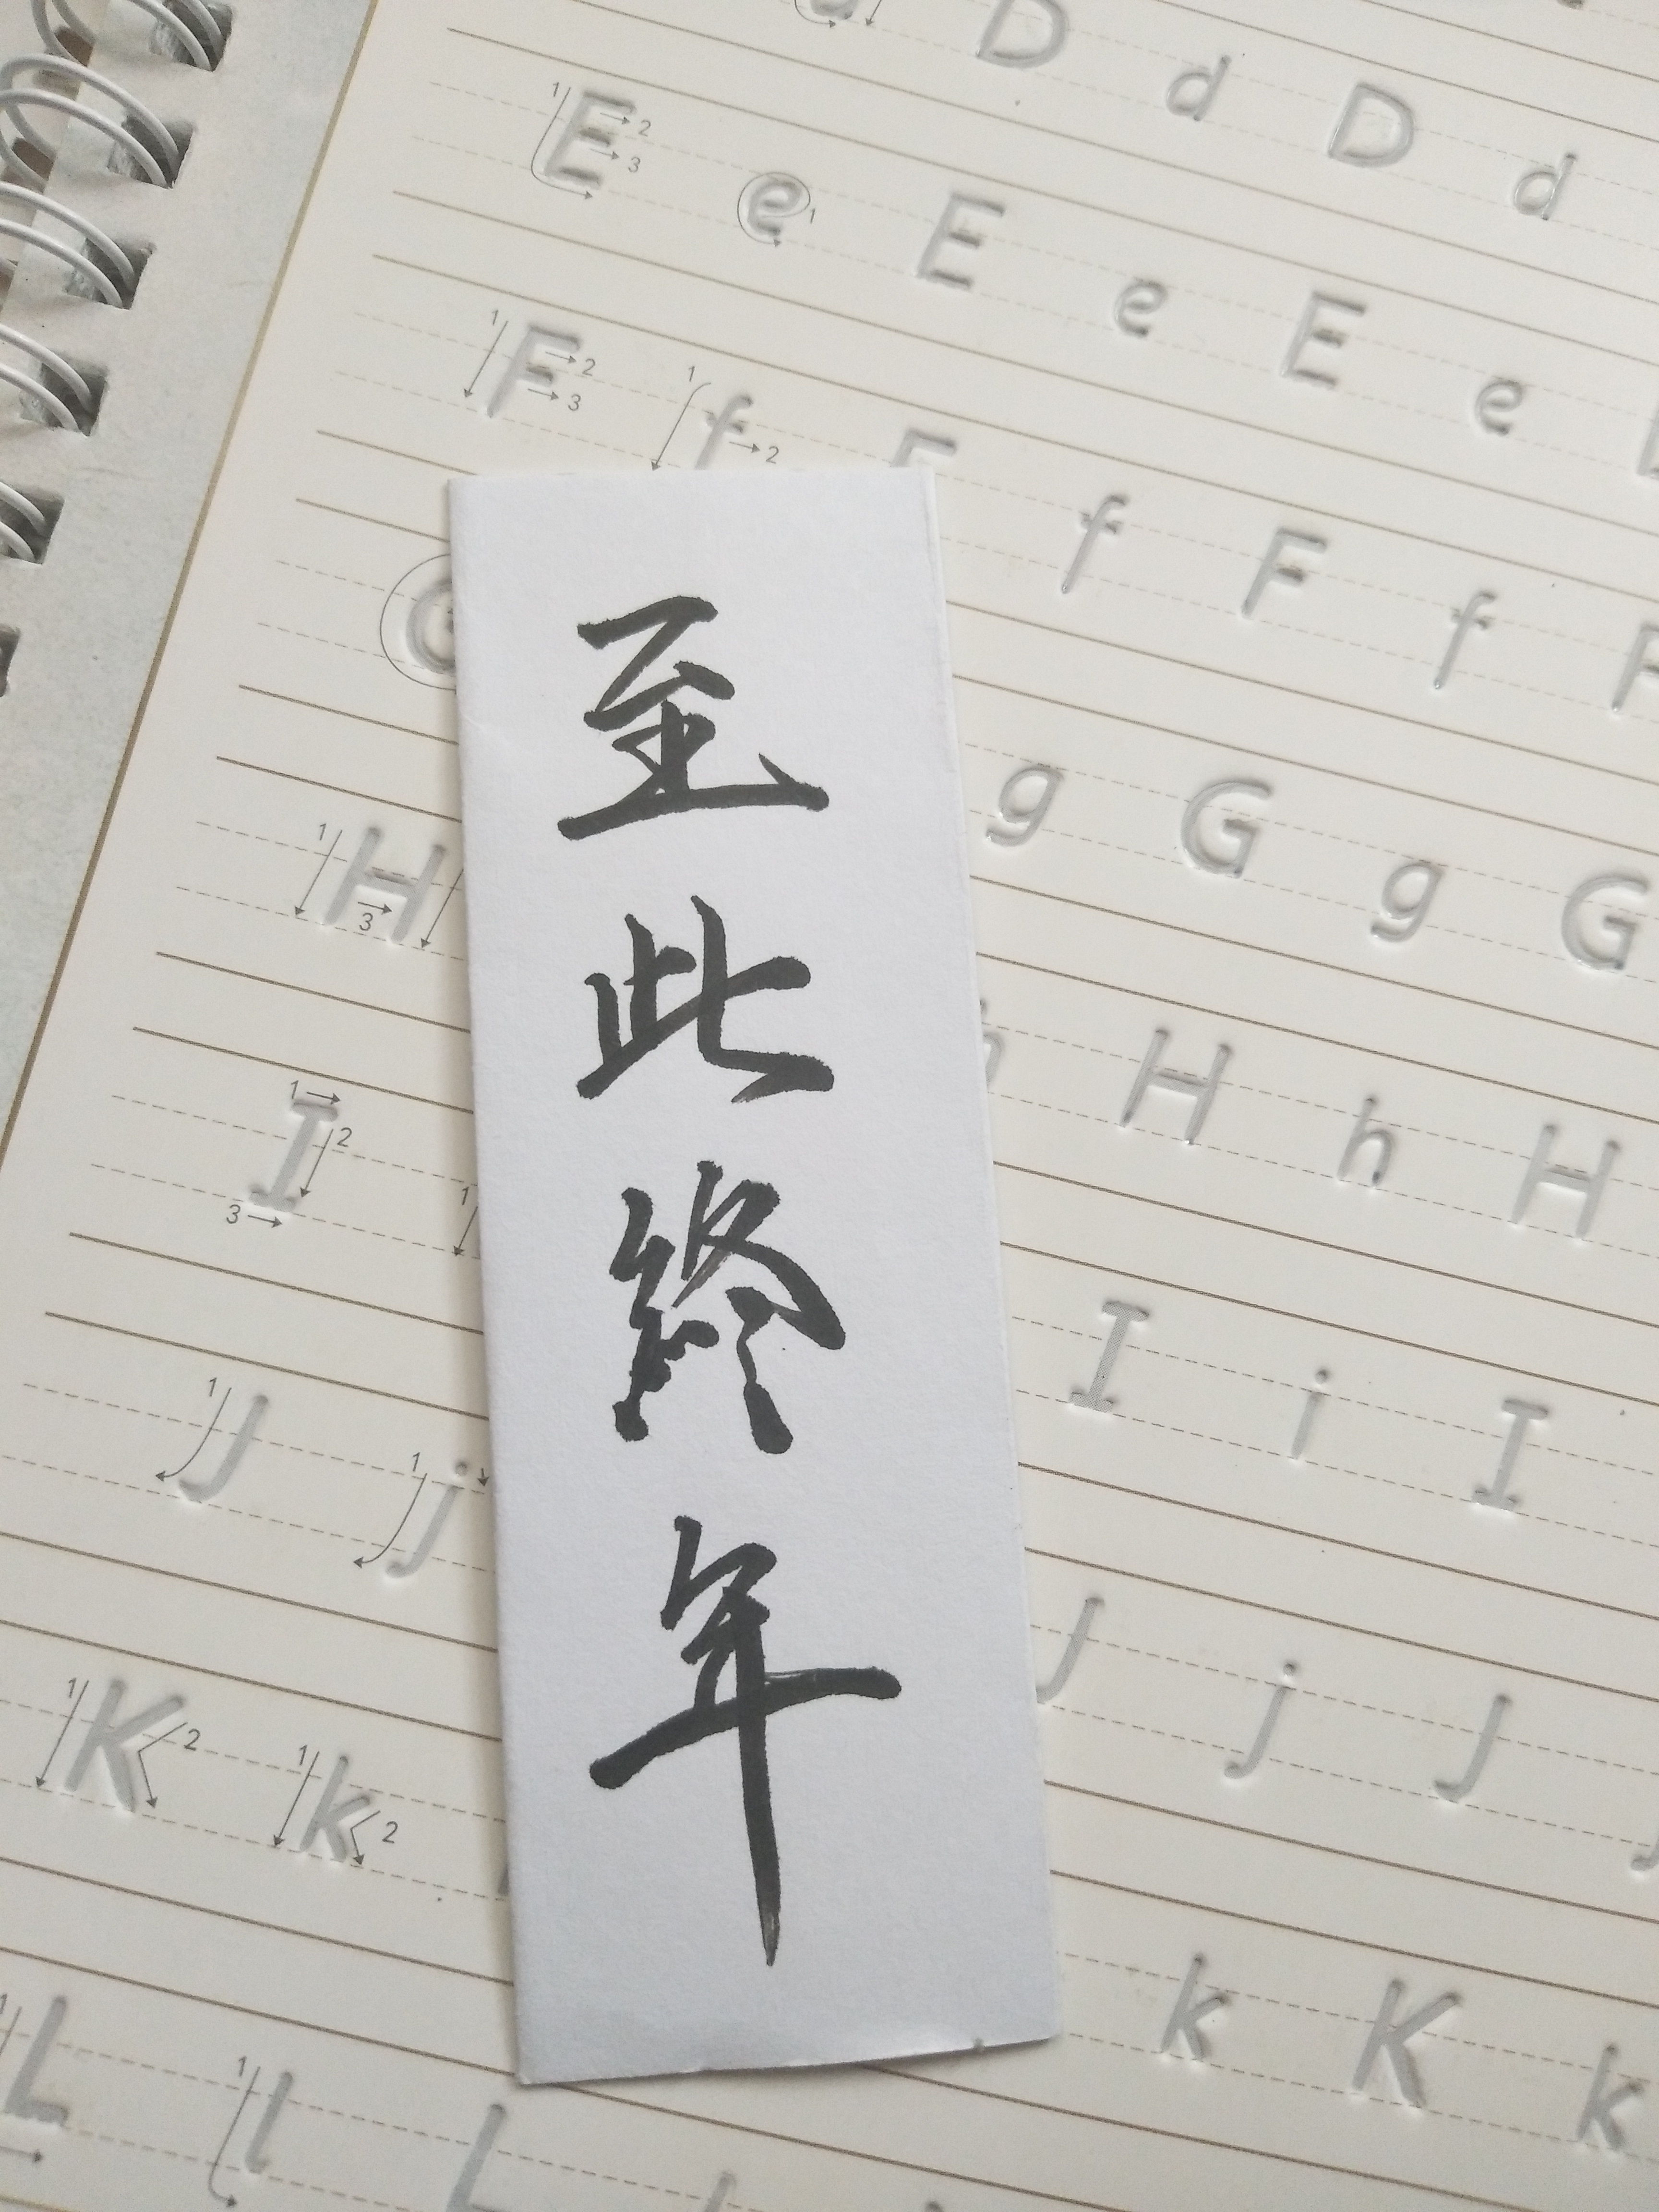 D d D d
1 E 2 3 e 1 E e E e
1 F 2 3 1 f 2 F f F f F
G g G g G
1 H 3 h H h H
1 I 2 3 1 I i I
1 J 1 j J j J
1 K 2 1 k 2 k K k
L 1 l L
至此終年